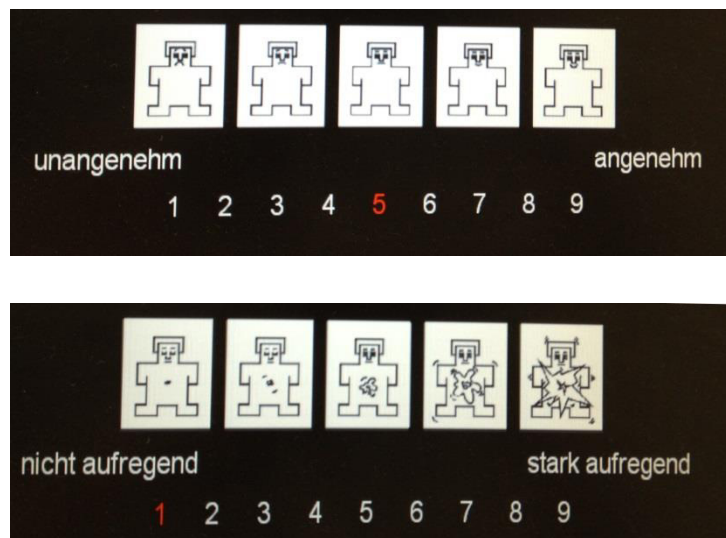 unangenehm angenehm
1 2 3 4 5 6 7 8 9
nicht aufregend stark aufregend
1 2 3 4 5 6 7 8 9